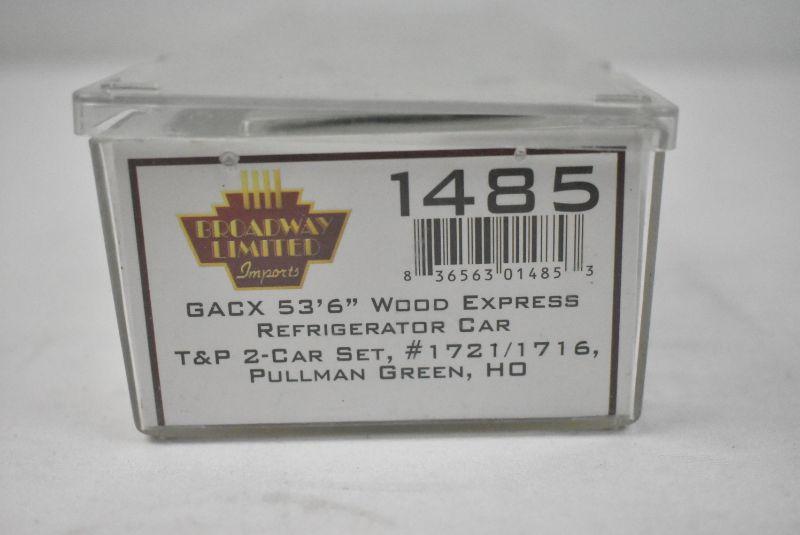 1485
BROADWAY
LIMITED
Imports
8 36563 01485 3
GACX 53'6" WOOD EXPRESS
REFRIGERATOR CAR
T&P 2-CAR SET, #1721/1716,
PULLMAN GREEN, HO